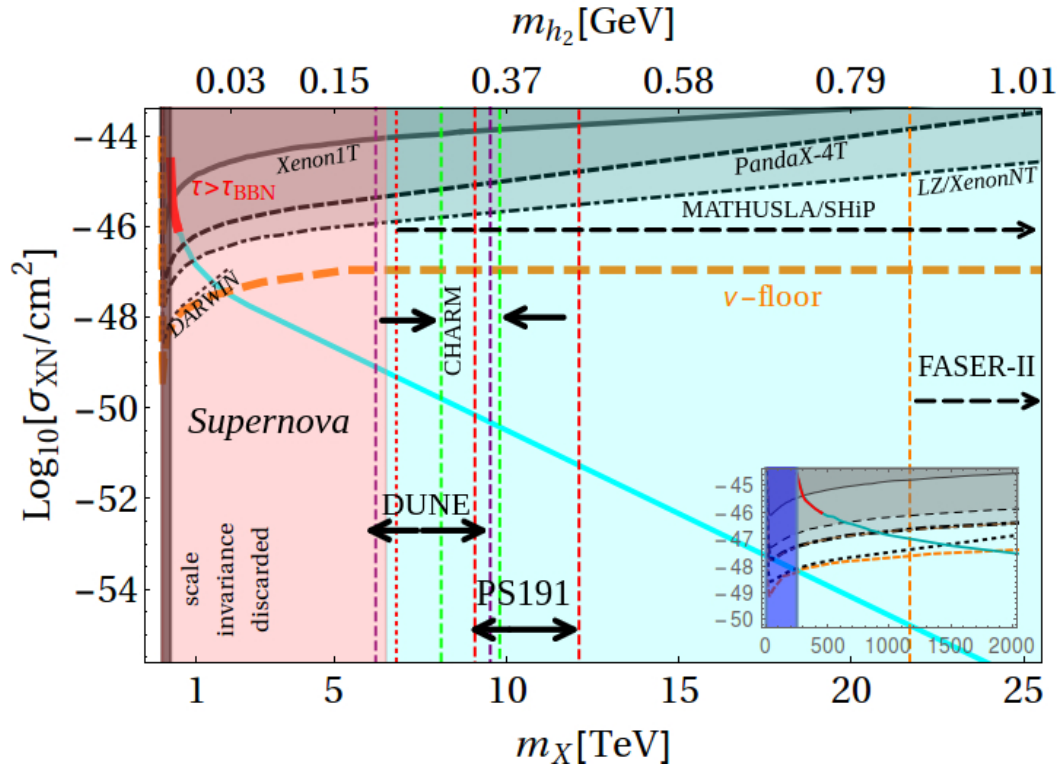 m_{h_2}[GeV]
0.03 0.15 0.37 0.58 0.79 1.01
Log_{10}[σ_{XN}/cm^2]
−44
−46
−48
−50
−52
−54
Xenon1T
PandaX-4T
LZ/XenonNT
τ>τ_{BBN}
MATHUSLA/SHiP
DARWIN
ν−floor
CHARM
FASER-II
Supernova
DUNE
PS191
scale
invariance
discarded
−45
−46
−47
−48
−49
−50
0 500 1000 1500 2000
1 5 10 15 20 25
m_X[TeV]